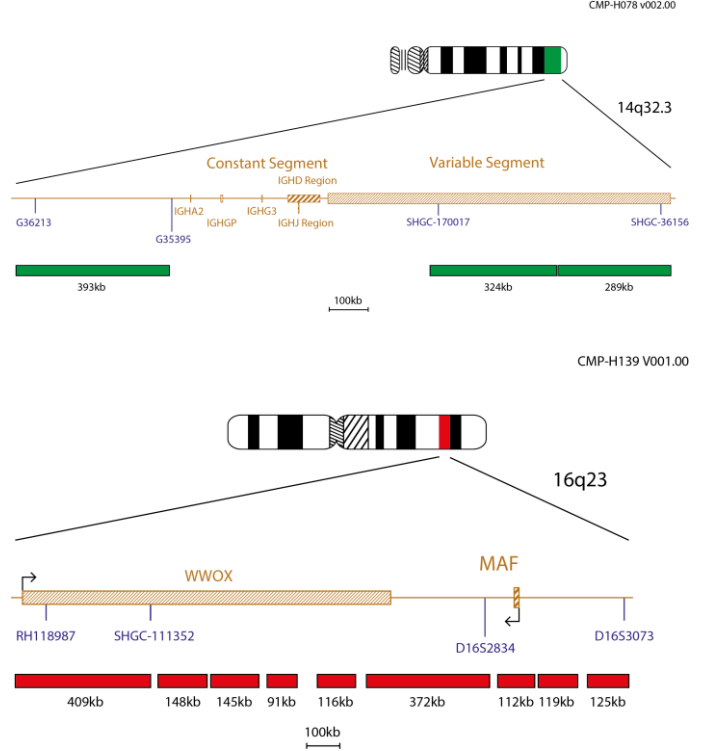 CMP-H078 v002.00
14q32.3
Constant Segment
Variable Segment
IGHD Region
G36213
G35395
IGHA2
IGHGP
IGHG3
IGHJ Region
SHGC-170017
SHGC-36156
393kb
324kb
289kb
100kb
CMP-H139 V001.00
16q23
WWOX
MAF
RH118987
SHGC-111352
D16S2834
D16S3073
409kb
148kb
145kb
91kb
116kb
372kb
112kb
119kb
125kb
100kb